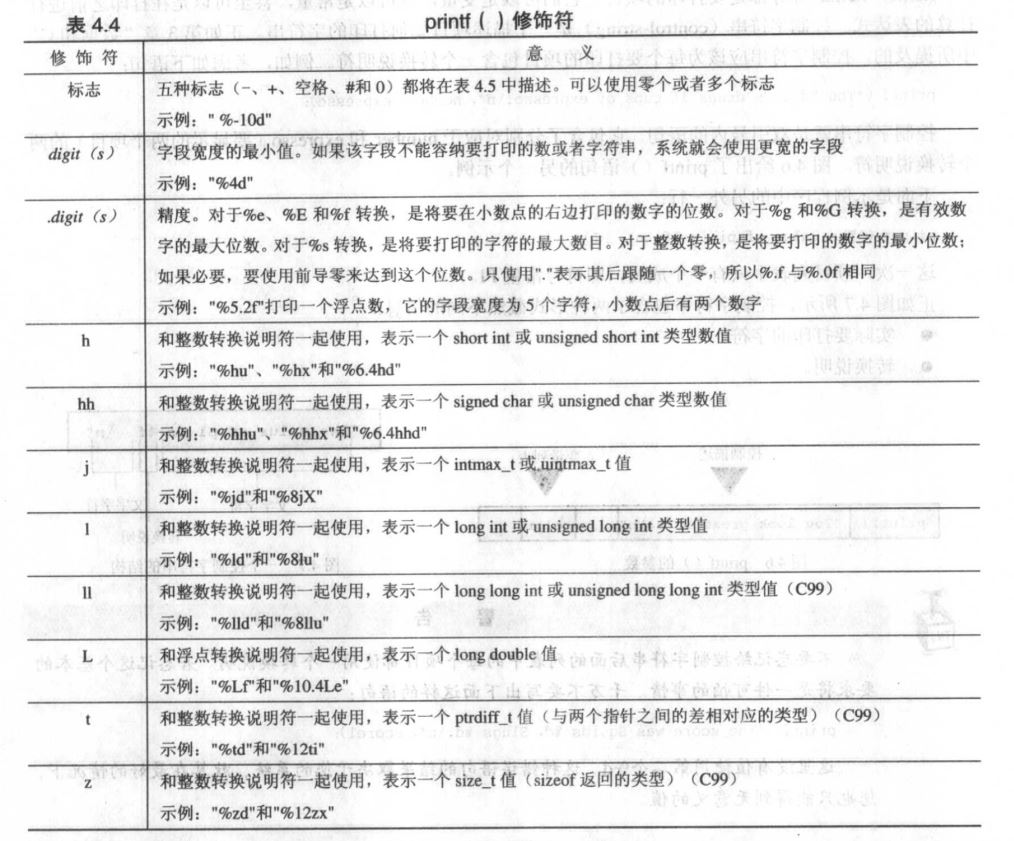 表 4.4 printf ( ) 修饰符
修 饰 符 意 义
标志 五种标志（-、+、空格、#和 0）都将在表 4.5 中描述。可以使用零个或者多个标志
示例：" %-10d"
digit（s） 字段宽度的最小值。如果该字段不能容纳要打印的数或者字符串，系统就会使用更宽的字段
示例："%4d"
.digit（s） 精度。对于%e、%E 和%f 转换，是将要在小数点的右边打印的数字的位数。对于%g 和%G 转换，是有效数
字的最大位数。对于%s 转换，是将要打印的字符的最大数目。对于整数转换，是将要打印的数字的最小位数；
如果必要，要使用前导零来达到这个位数。只使用"."表示其后跟随一个零，所以%.f 与%.0f 相同
示例："%5.2f"打印一个浮点数，它的字段宽度为 5 个字符，小数点后有两个数字
h 和整数转换说明符一起使用，表示一个 short int 或 unsigned short int 类型数值
示例："%hu"、"%hx"和"%6.4hd"
hh 和整数转换说明符一起使用，表示一个 signed char 或 unsigned char 类型数值
示例："%hhu"、"%hhx"和"%6.4hhd"
j 和整数转换说明符一起使用，表示一个 intmax_t 或 uintmax_t 值
示例："%jd"和"%8jX"
l 和整数转换说明符一起使用，表示一个 long int 或 unsigned long int 类型值
示例："%ld"和"%8lu"
ll 和整数转换说明符一起使用，表示一个 long long int 或 unsigned long long int 类型值（C99）
示例："%lld"和"%8llu"
L 和浮点转换说明符一起使用，表示一个 long double 值
示例："%Lf"和"%10.4Le"
t 和整数转换说明符一起使用，表示一个 ptrdiff_t 值（与两个指针之间的差相对应的类型）（C99）
示例："%td"和"%12ti"
z 和整数转换说明符一起使用，表示一个 size_t 值（sizeof 返回的类型）（C99）
示例："%zd"和"%12zx"